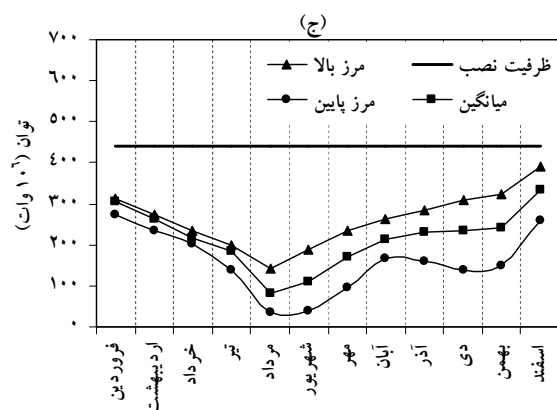 (ج)
۷۰۰
۶۰۰
۵۰۰
۴۰۰
۳۰۰
۲۰۰
۱۰۰
۰
توان (۱۰^۶ وات)
مرز بالا
ظرفیت نصب
مرز پایین
میانگین
فروردین
اردیبهشت
خرداد
تیر
مرداد
شهریور
مهر
آبان
آذر
دی
بهمن
اسفند